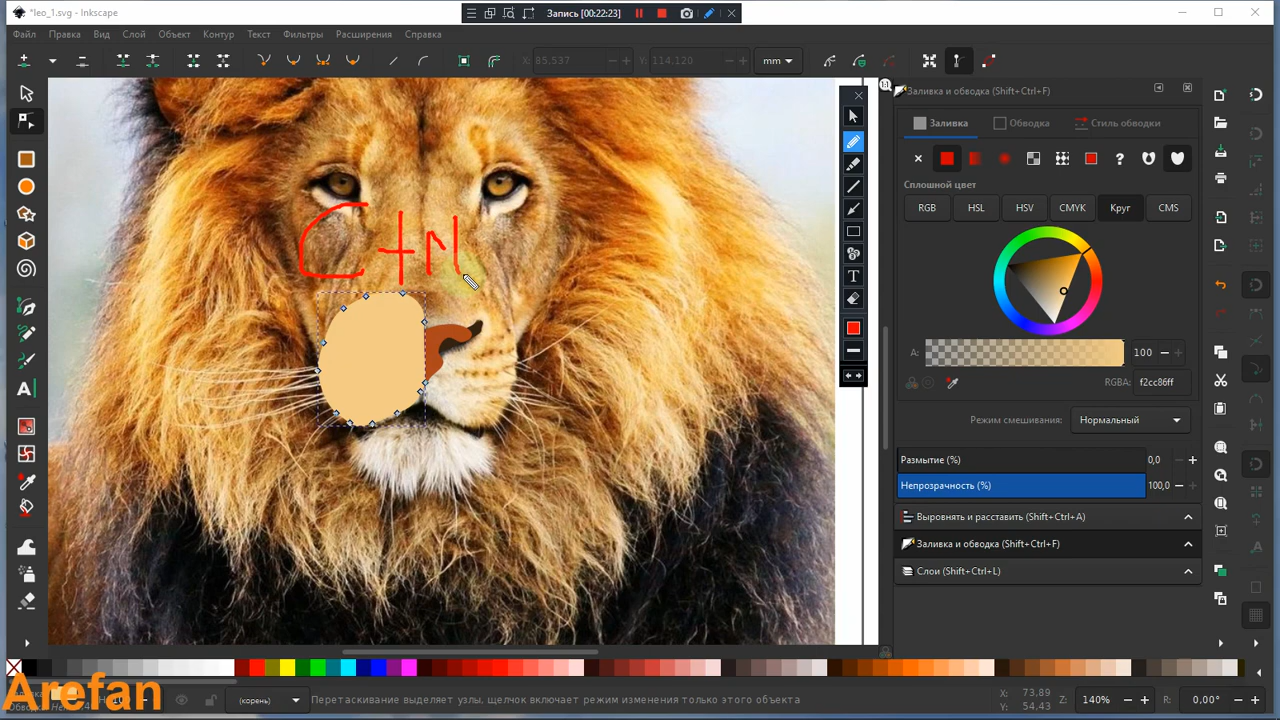 *leo_1.svg - Inkscape
Запись [00:22:23]
Файл Правка Вид Слой Объект Контур Текст Фильтры Расширения Справка
X: 85.537 Y: 114.120 mm
Заливка и обводка (Shift+Ctrl+F)
Заливка Обводка Стиль обводки
?
Сплошной цвет
RGB HSL HSV CMYK Круг CMS
A: 100
RGBA: f2cc86ff
Режим смешивания: Нормальный
Размытие (%) 0,0
Непрозрачность (%) 100,0
Выровнять и расставить (Shift+Ctrl+A)
Заливка и обводка (Shift+Ctrl+F)
Слои (Shift+Ctrl+L)
Arefan
(корень) Перетаскивание выделяет узлы, щелчок включает режим изменения только этого объекта
X: 73,89
Y: 54,43
Z: 140% R: 0,00°